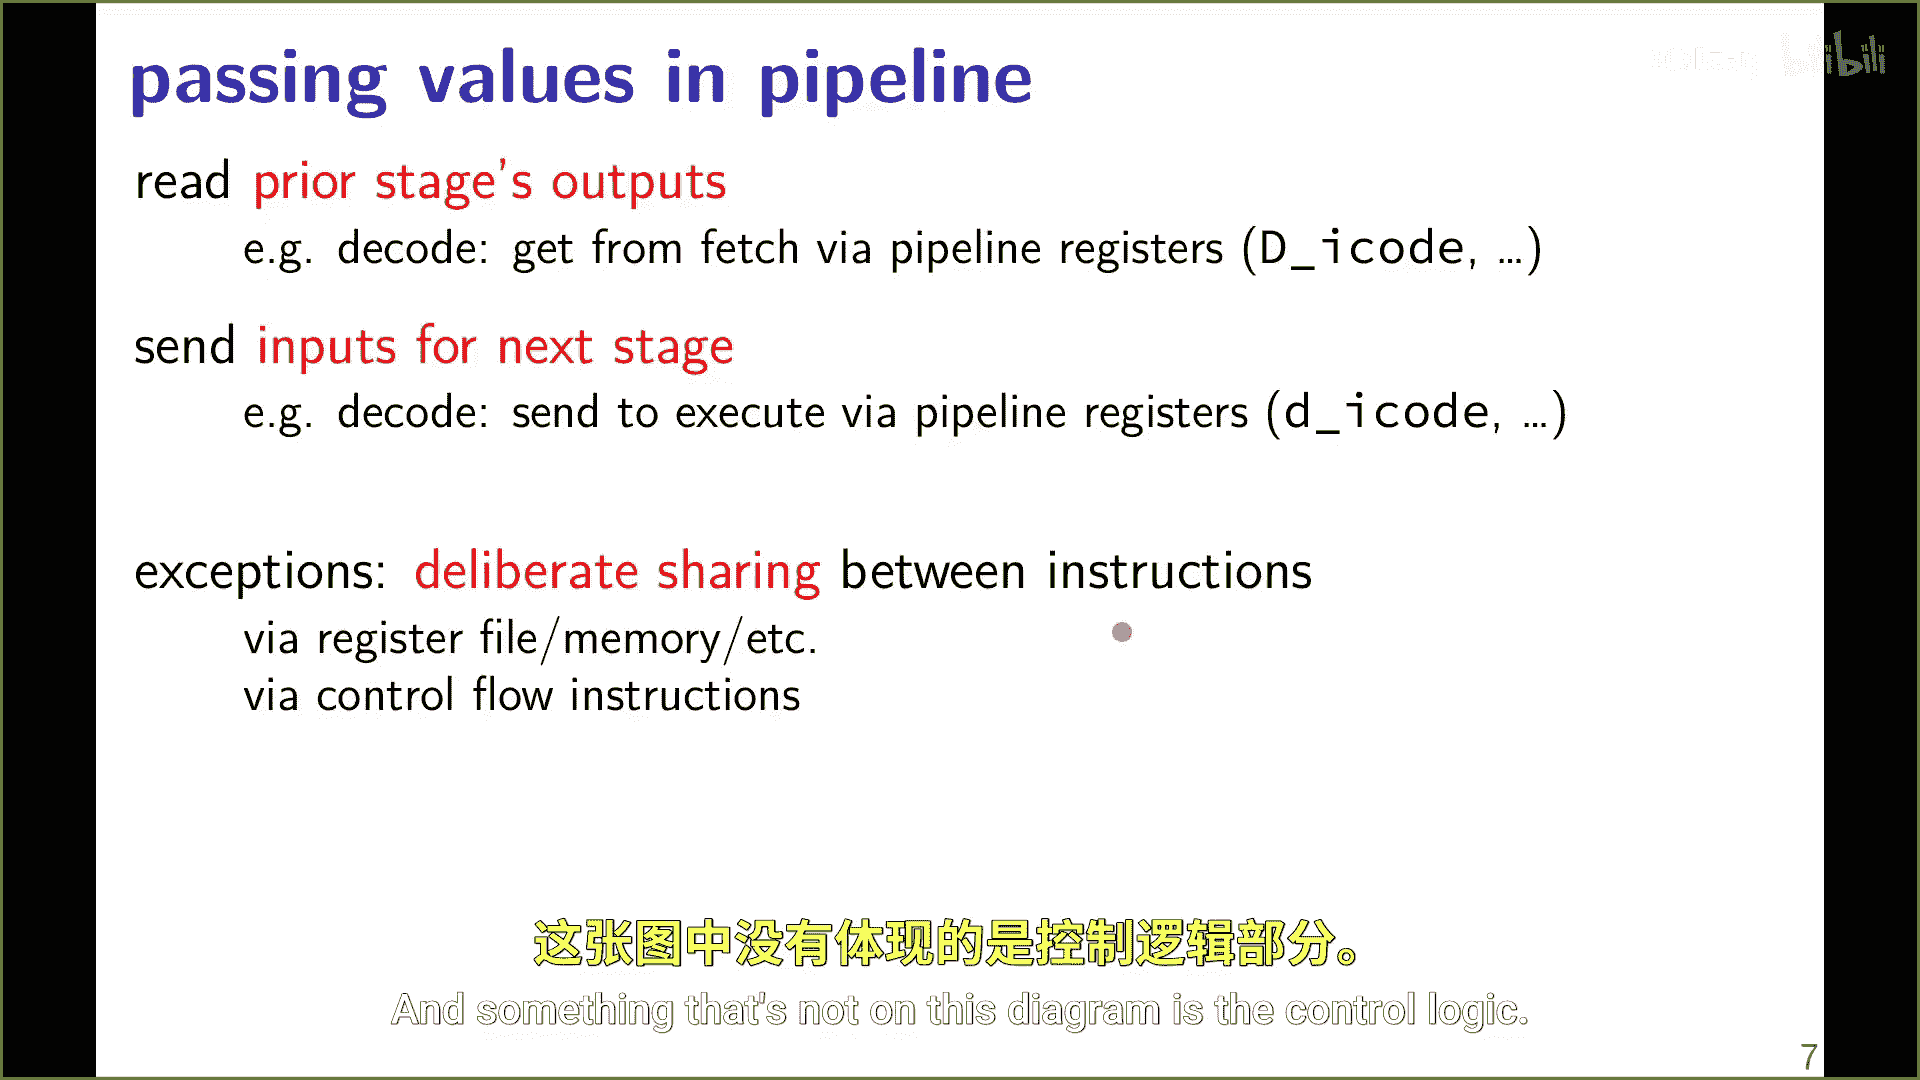 passing values in pipeline
bilibili
read prior stage's outputs
e.g. decode: get from fetch via pipeline registers (D_icode, …)
send inputs for next stage
e.g. decode: send to execute via pipeline registers (d_icode, …)
exceptions: deliberate sharing between instructions
via register file/memory/etc.
via control flow instructions
这张图中没有体现的是控制逻辑部分。
And something that's not on this diagram is the control logic.
7